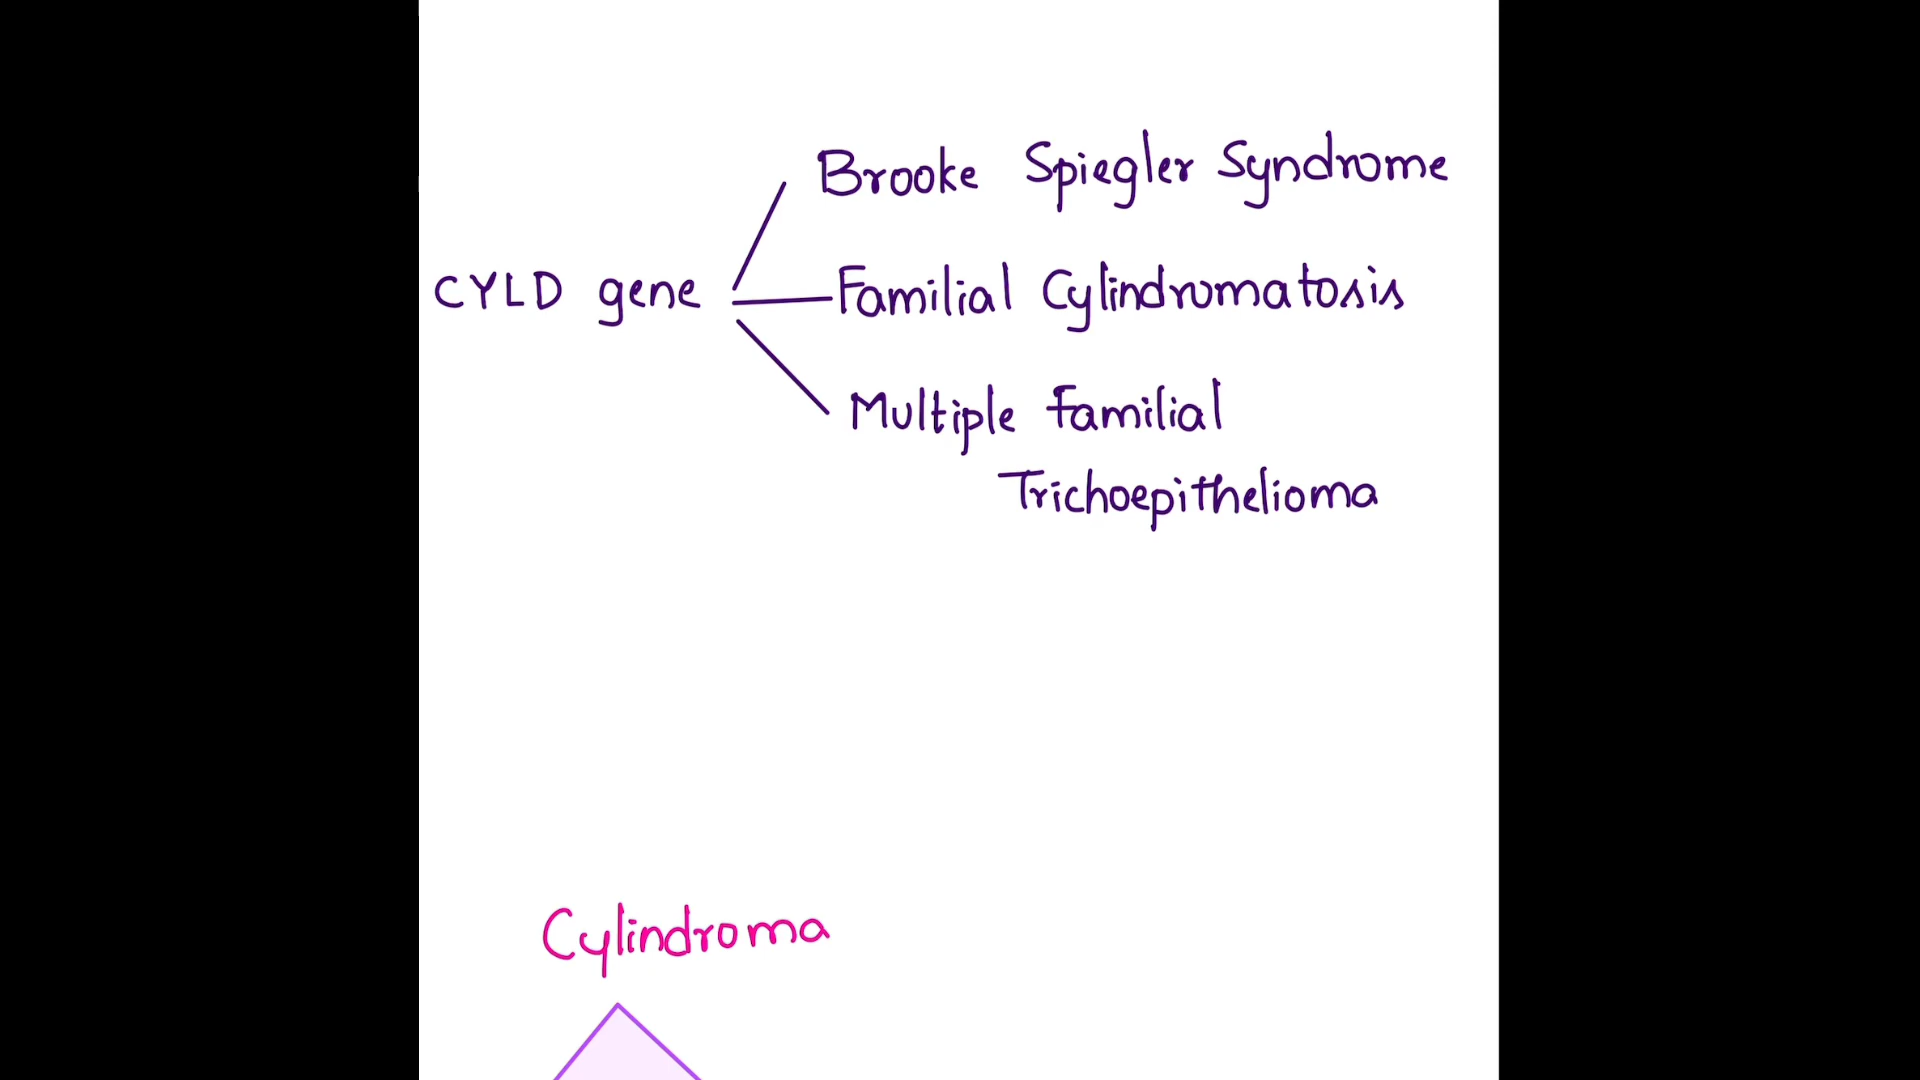 Brooke Spiegler Syndrome
CYLD gene
Familial Cylindromatosis
Multiple Familial
Trichoepithelioma
Cylindroma